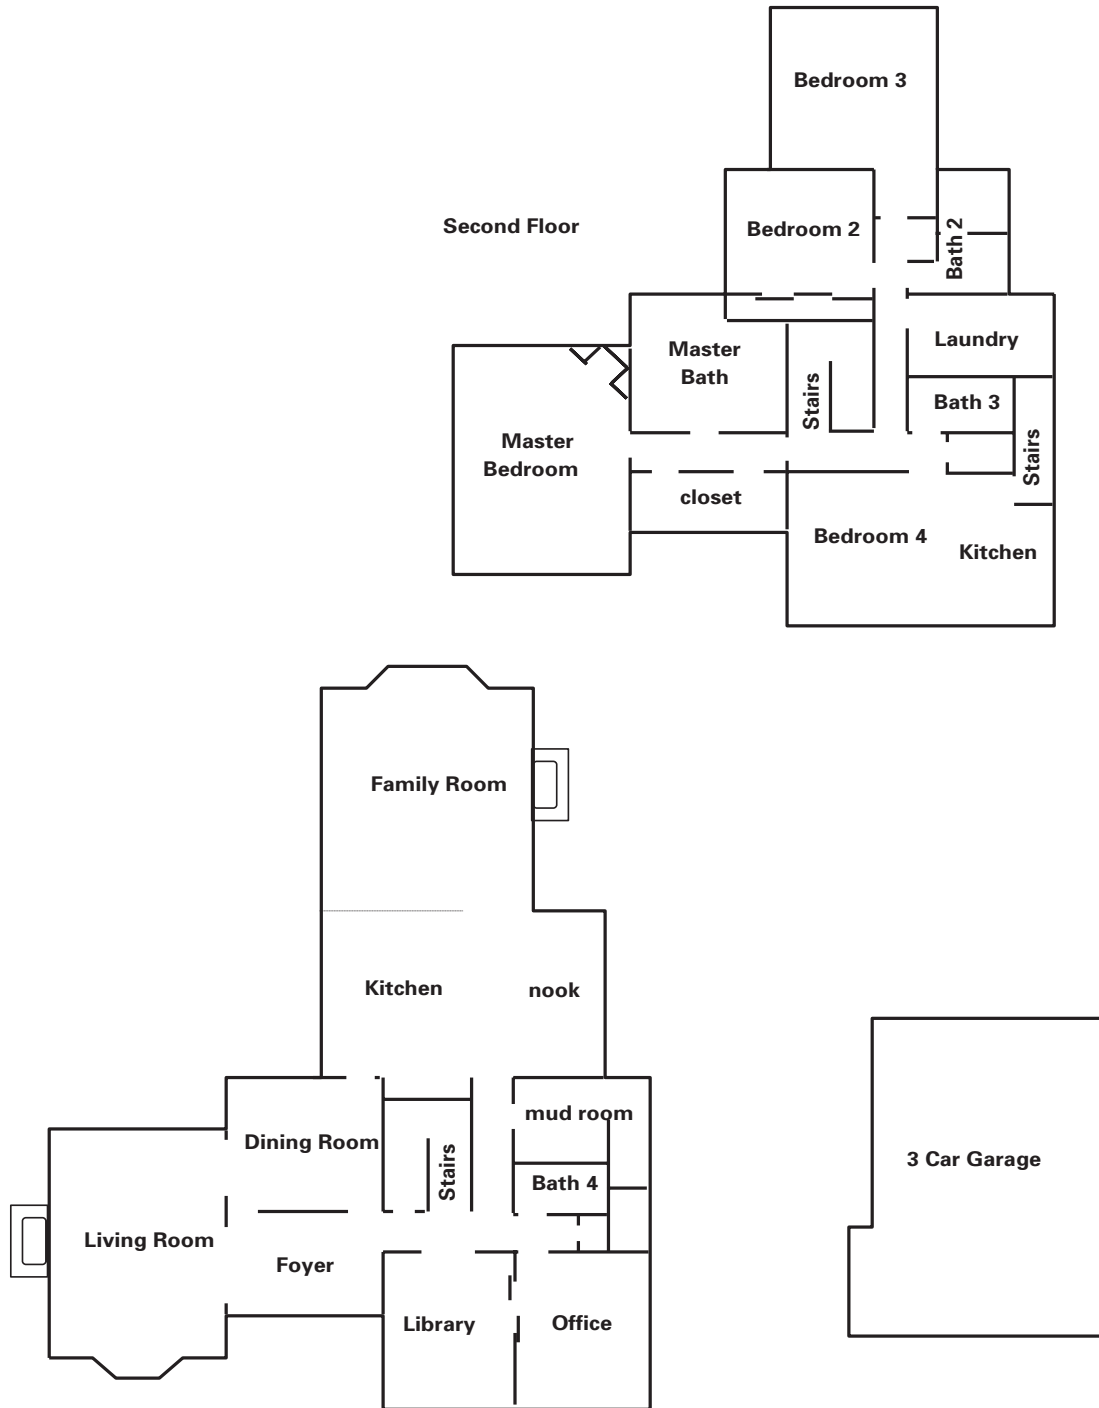 Bedroom 3
Second Floor
Bedroom 2
Bath 2
Master
Bath
Laundry
Stairs
Bath 3
Master
Bedroom
Stairs
closet
Bedroom 4
Kitchen
Family Room
Kitchen
nook
mud room
Dining Room
Stairs
Bath 4
3 Car Garage
Living Room
Foyer
Library
Office